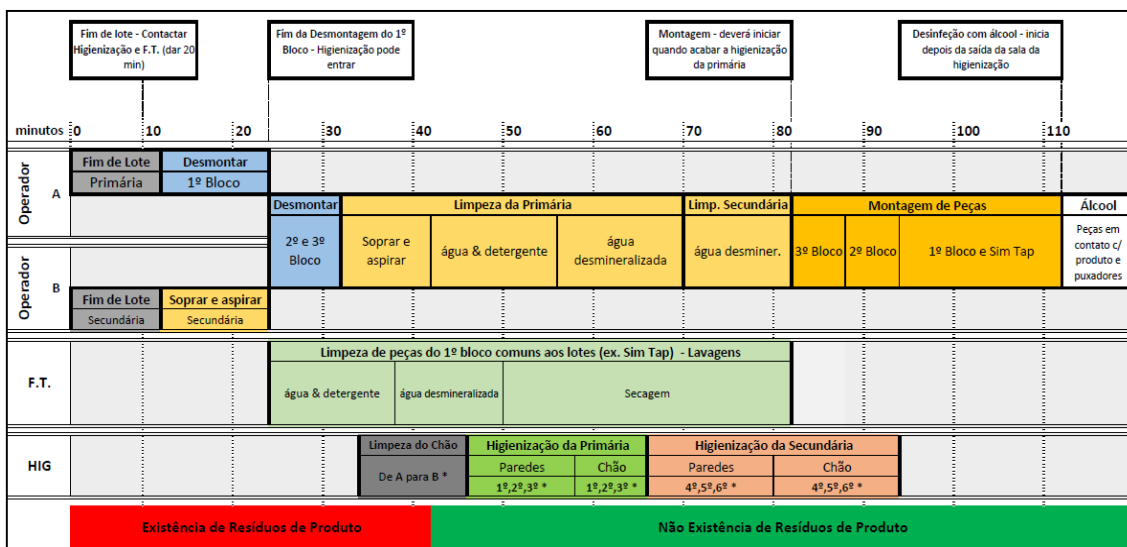 Fim de lote - Contactar
Higienização e F.T. (dar 20
min)
Fim da Desmontagem do 1º
Bloco - Higienização pode
entrar
Montagem - deverá iniciar
quando acabar a higienização
da primária
Desinfeção com álcool - inicia
depois da saída da sala da
higienização
minutos 0 10 20 30 40 50 60 70 80 90 100 110
Operador
A
Fim de Lote
Desmontar
Primária
1º Bloco
Desmontar
Limpeza da Primária
Limp. Secundária
Montagem de Peças
Álcool
2º e 3º
Bloco
Soprar e
aspirar
água & detergente
água
desmineralizada
água desminer.
3º Bloco
2º Bloco
1º Bloco e Sim Tap
Peças em
contato c/
produto e
puxadores
Operador
B
Fim de Lote
Soprar e aspirar
Secundária
Secundária
F.T.
Limpeza de peças do 1º bloco comuns aos lotes (ex. Sim Tap) - Lavagens
água & detergente
água desmineralizada
Secagem
HIG
Limpeza do Chão
Higienização da Primária
Higienização da Secundária
De A para B *
Paredes
Chão
Paredes
Chão
1º,2º,3º *
1º,2º,3º *
4º,5º,6º *
4º,5º,6º *
Existência de Resíduos de Produto
Não Existência de Resíduos de Produto